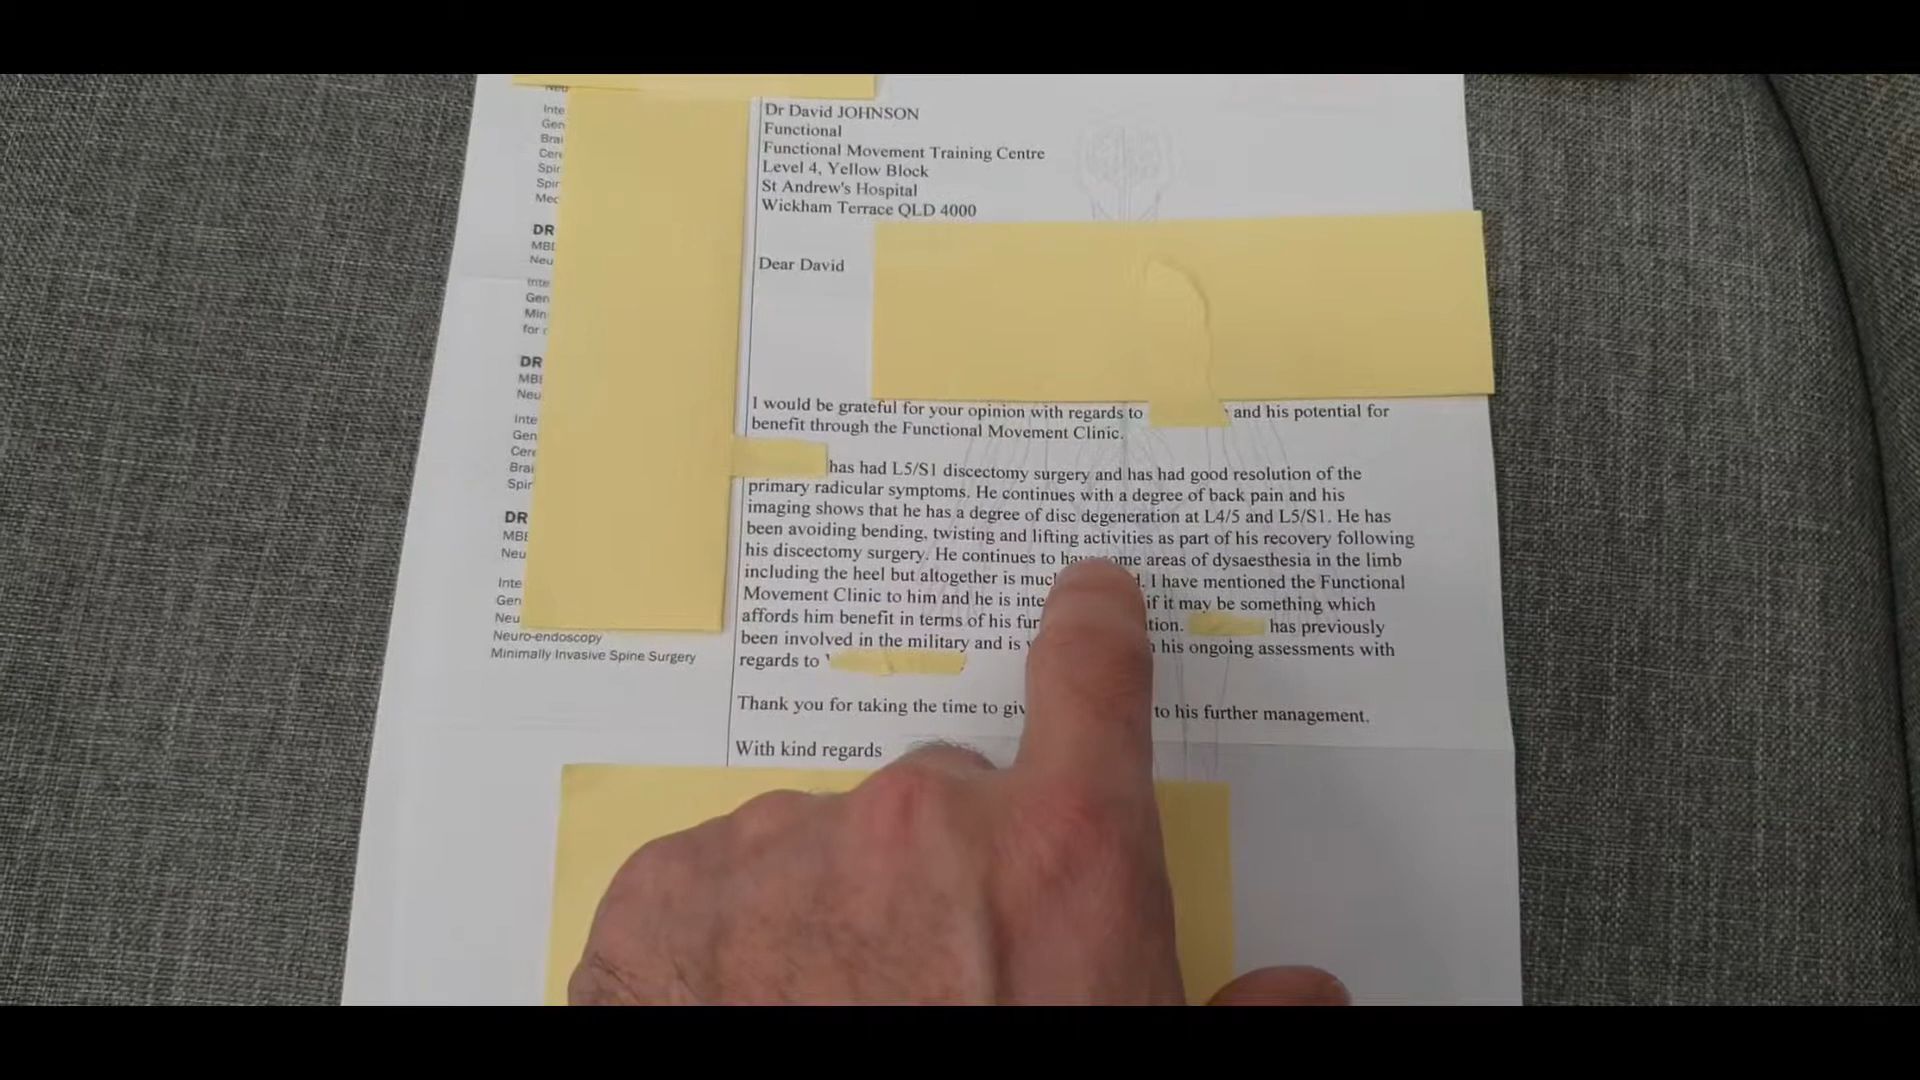 Neu
Inte
Gen
Brai
Cere
Spir
Spir
Med
DR
MBE
Neu
Inte
Gen
Min
for c
DR
MBI
Neu
Inte
Gen
Cere
Brai
Spir
DR
MBE
Neu
Inte
Gen
Neu
Neuro-endoscopy
Minimally Invasive Spine Surgery
Dr David JOHNSON
Functional
Functional Movement Training Centre
Level 4, Yellow Block
St Andrew's Hospital
Wickham Terrace QLD 4000
Dear David
I would be grateful for your opinion with regards to and his potential for
benefit through the Functional Movement Clinic.
has had L5/S1 discectomy surgery and has had good resolution of the
primary radicular symptoms. He continues with a degree of back pain and his
imaging shows that he has a degree of disc degeneration at L4/5 and L5/S1. He has
been avoiding bending, twisting and lifting activities as part of his recovery following
his discectomy surgery. He continues to have some areas of dysaesthesia in the limb
including the heel but altogether is muc I have mentioned the Functional
Movement Clinic to him and he is inte if it may be something which
affords him benefit in terms of his fur tion. has previously
been involved in the military and is his ongoing assessments with
regards to
Thank you for taking the time to giv to his further management.
With kind regards